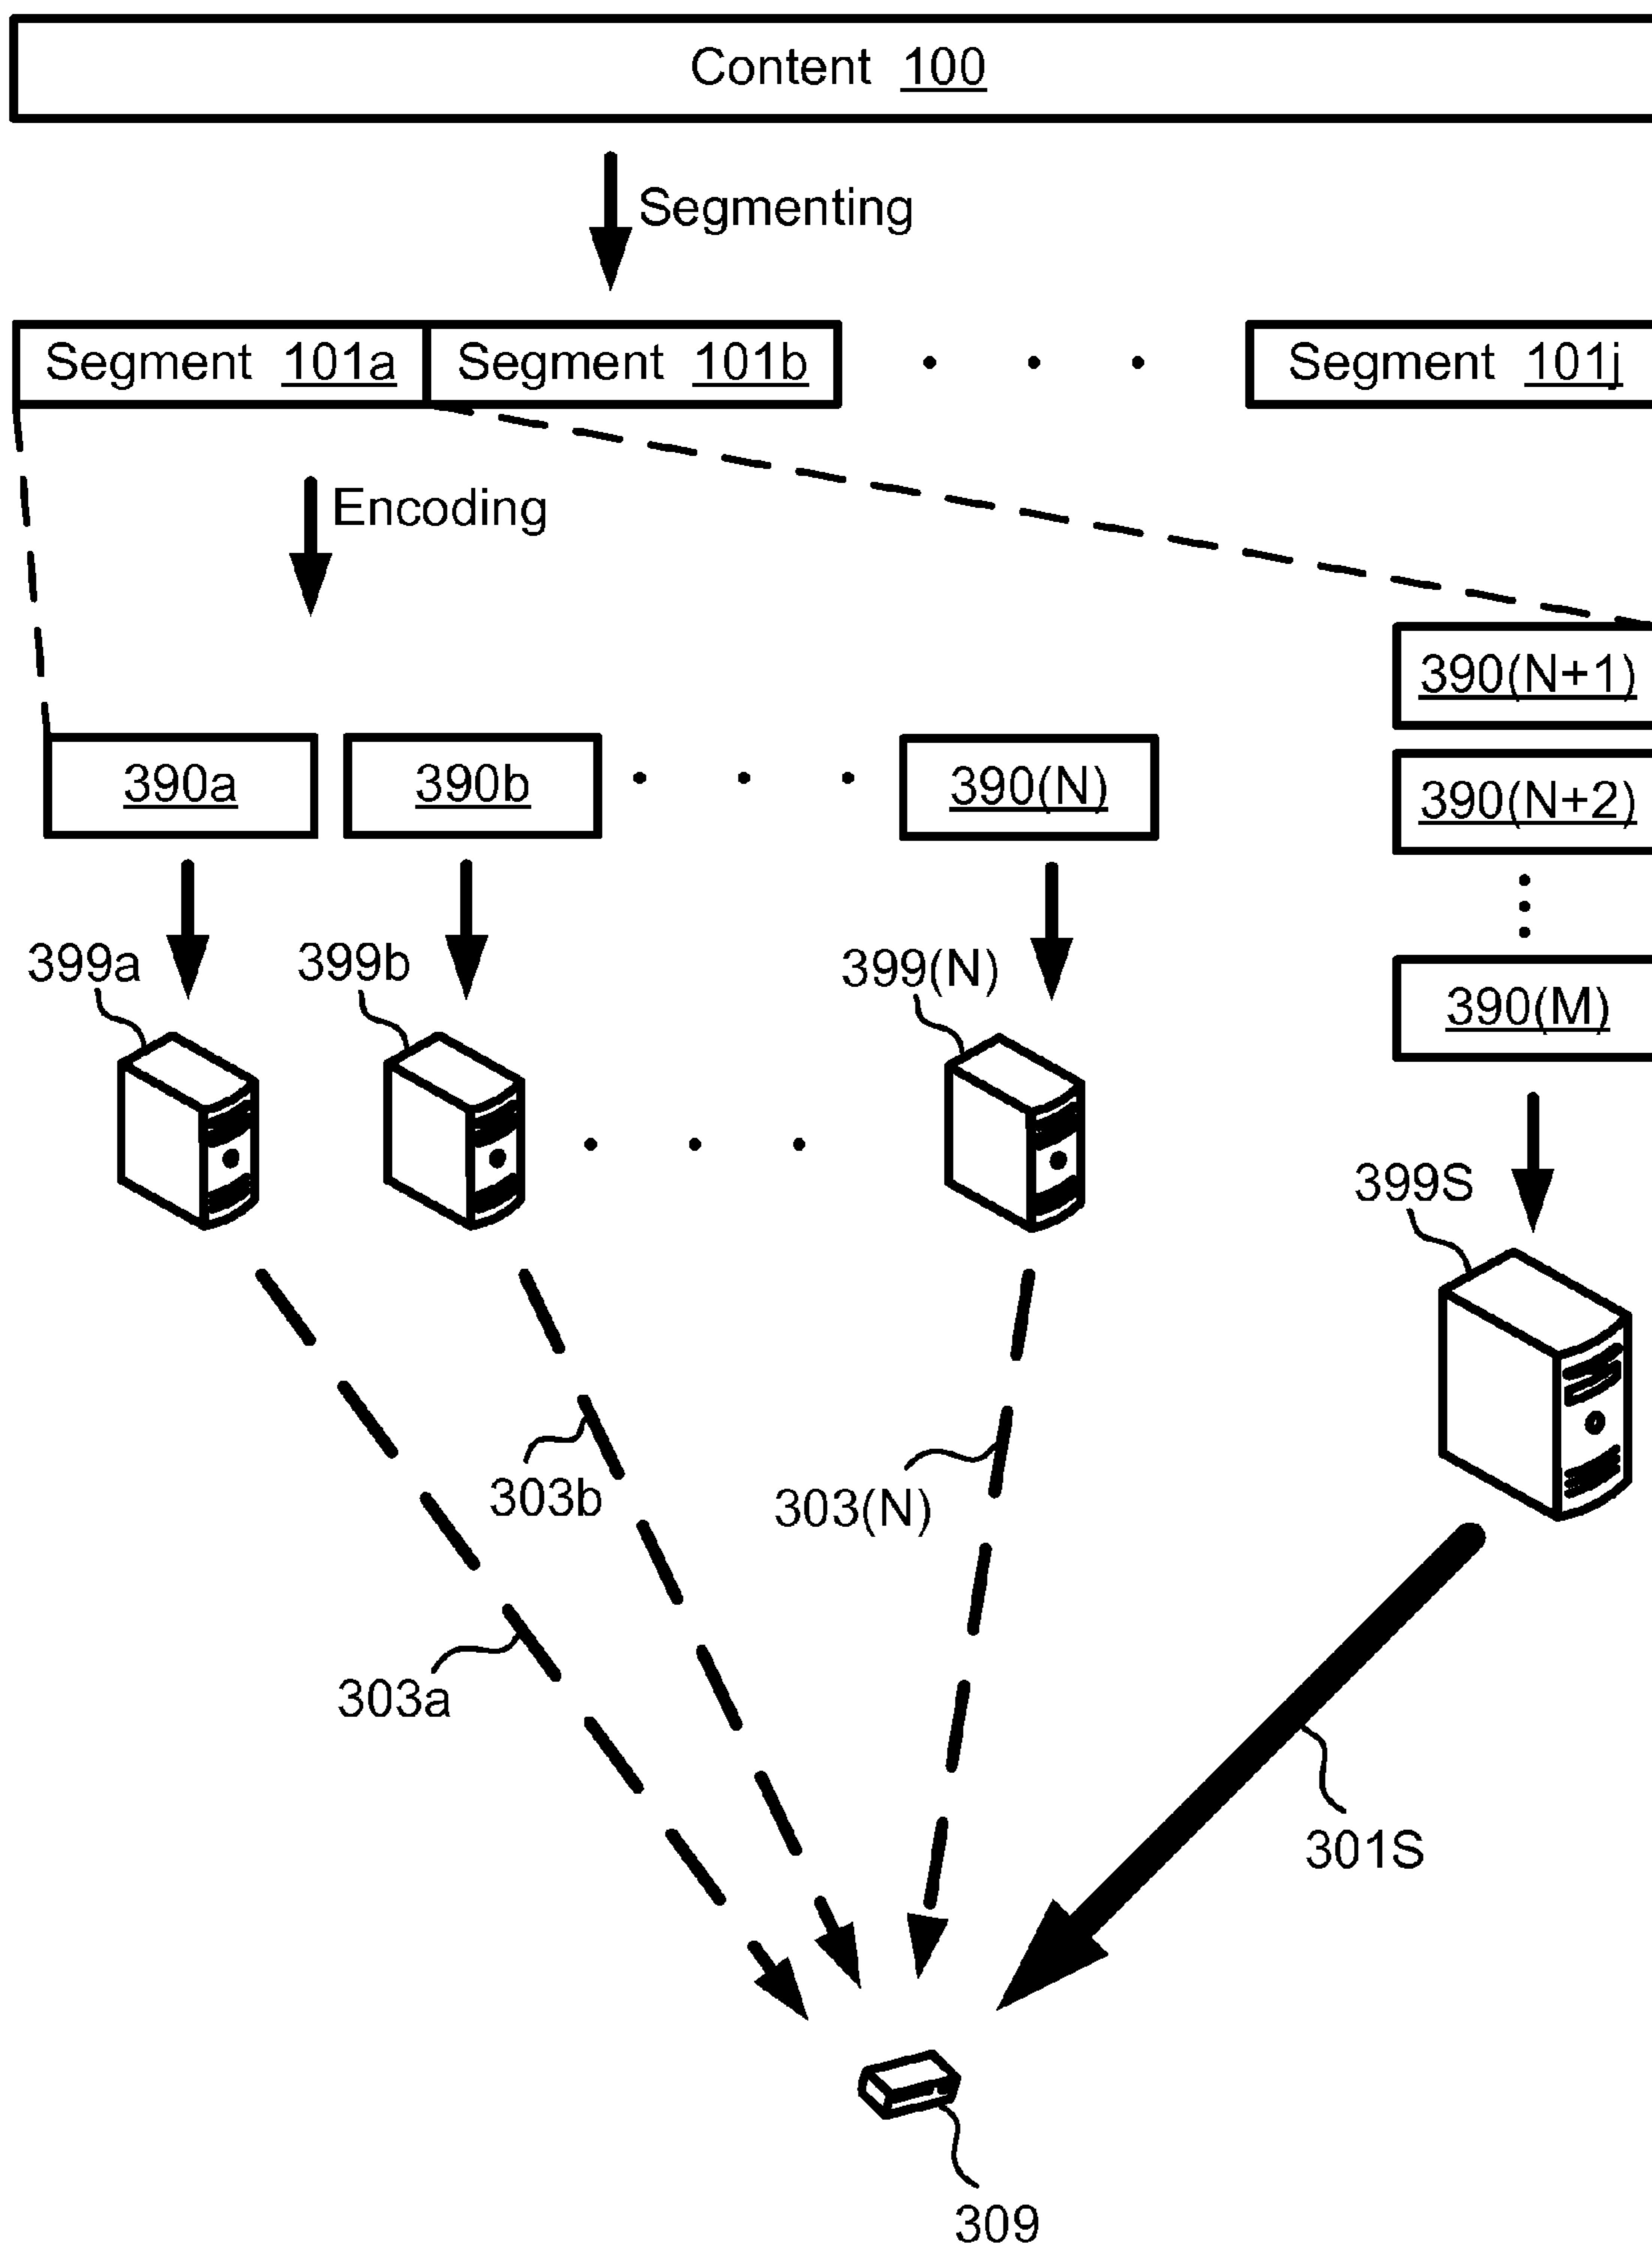 Content 100
Segmenting
Segment 101a
Segment 101b
Segment 101j
Encoding
390(N+1)
390a
390b
390(N)
390(N+2)
399a
399b
399(N)
390(M)
399S
303b
303(N)
303a
301S
309